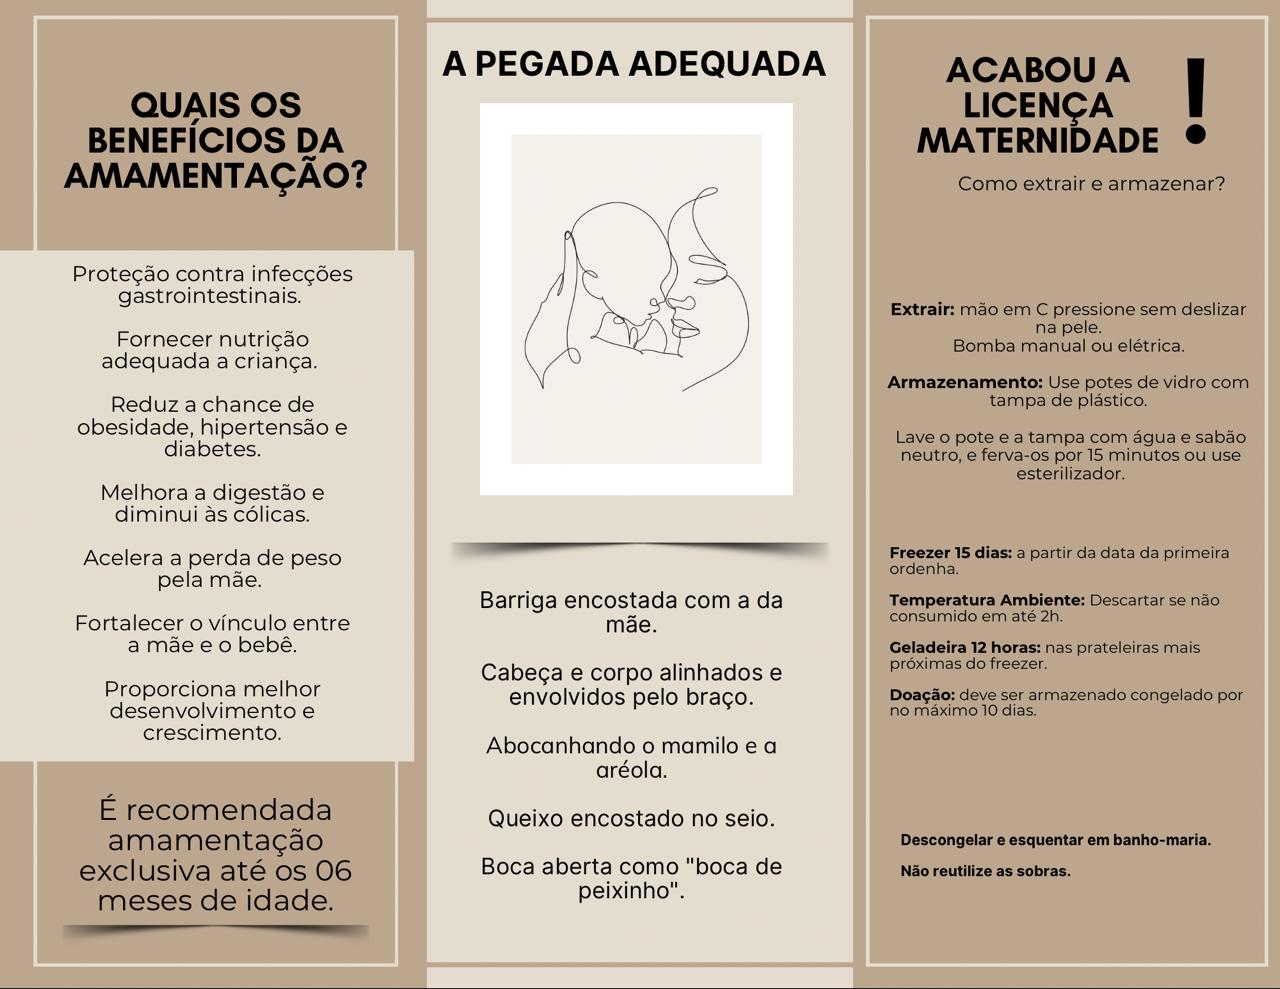 QUAIS OS
BENEFÍCIOS DA
AMAMENTAÇÃO?
Proteção contra infecções
gastrointestinais.
Fornecer nutrição
adequada a criança.
Reduz a chance de
obesidade, hipertensão e
diabetes.
Melhora a digestão e
diminui às cólicas.
Acelera a perda de peso
pela mãe.
Fortalecer o vínculo entre
a mãe e o bebê.
Proporciona melhor
desenvolvimento e
crescimento.
É recomendada
amamentação
exclusiva até os 06
meses de idade.
A PEGADA ADEQUADA
Barriga encostada com a da
mãe.
Cabeça e corpo alinhados e
envolvidos pelo braço.
Abocanhando o mamilo e a
aréola.
Queixo encostado no seio.
Boca aberta como "boca de
peixinho".
ACABOU A
LICENÇA
MATERNIDADE !
Como extrair e armazenar?
Extrair: mão em C pressione sem deslizar
na pele.
Bomba manual ou elétrica.
Armazenamento: Use potes de vidro com
tampa de plástico.
Lave o pote e a tampa com água e sabão
neutro, e ferva-os por 15 minutos ou use
esterilizador.
Freezer 15 dias: a partir da data da primeira
ordenha.
Temperatura Ambiente: Descartar se não
consumido em até 2h.
Geladeira 12 horas: nas prateleiras mais
próximas do freezer.
Doação: deve ser armazenado congelado por
no máximo 10 dias.
Descongelar e esquentar em banho-maria.
Não reutilize as sobras.